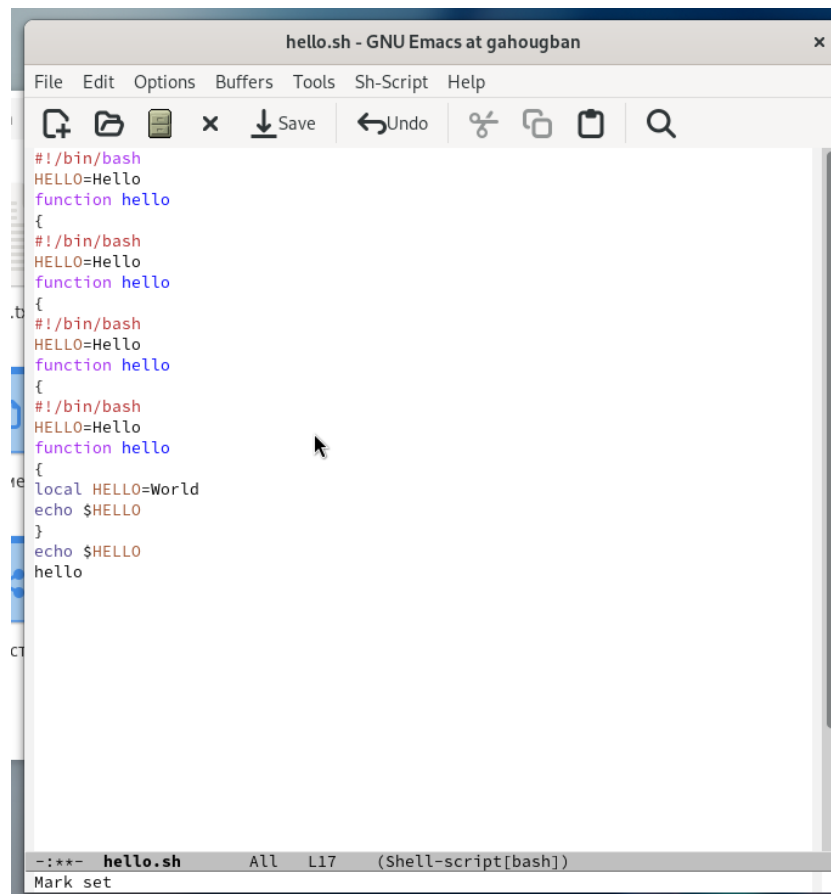 hello.sh - GNU Emacs at gahougban
File Edit Options Buffers Tools Sh-Script Help
Save Undo
#!/bin/bash
HELLO=Hello
function hello
{
#!/bin/bash
HELLO=Hello
function hello
{
#!/bin/bash
HELLO=Hello
function hello
{
#!/bin/bash
HELLO=Hello
function hello
{
local HELLO=World
echo $HELLO
}
echo $HELLO
hello
-:**- hello.sh All L17 (Shell-script[bash])
Mark set